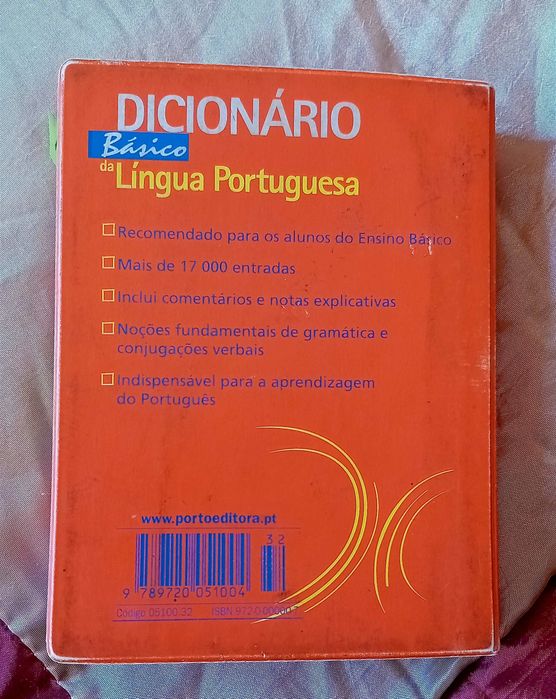 DICIONÁRIO
Básico
da Língua Portuguesa
Recomendado para os alunos do Ensino Básico
Mais de 17 000 entradas
Inclui comentários e notas explicativas
Noções fundamentais de gramática e
conjugações verbais
Indispensável para a aprendizagem
do Português
www.portoeditora.pt
32
9 789720 051004
Código 05100.32 ISBN